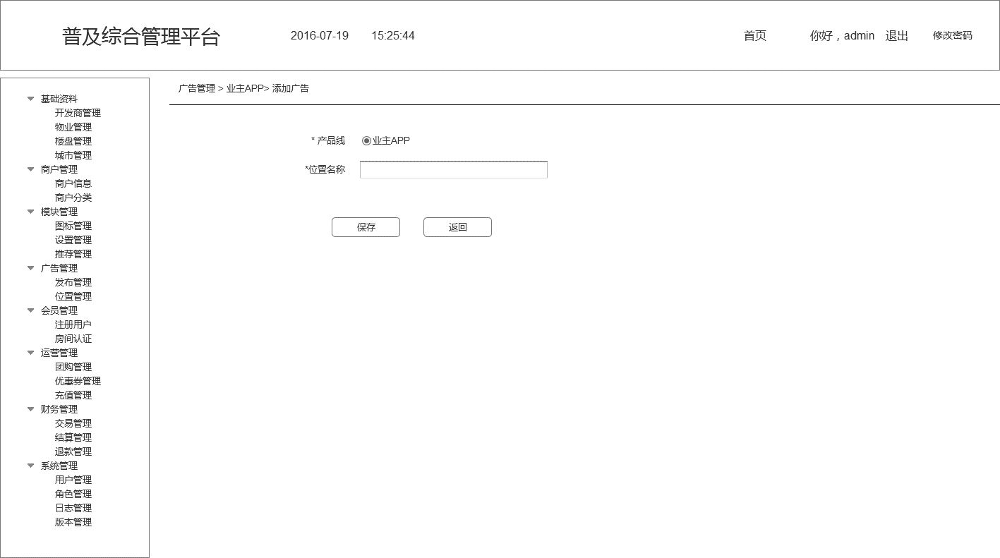 普及综合管理平台 2016-07-19 15:25:44 首页 你好，admin 退出 修改密码
广告管理 > 业主APP> 添加广告
基础资料
开发商管理
物业管理
楼盘管理
城市管理
商户管理
商户信息
商户分类
模块管理
图标管理
设置管理
推荐管理
广告管理
发布管理
位置管理
会员管理
注册用户
房间认证
运营管理
团购管理
优惠券管理
充值管理
财务管理
交易管理
结算管理
退款管理
系统管理
用户管理
角色管理
日志管理
版本管理
* 产品线 业主APP
*位置名称
保存 返回